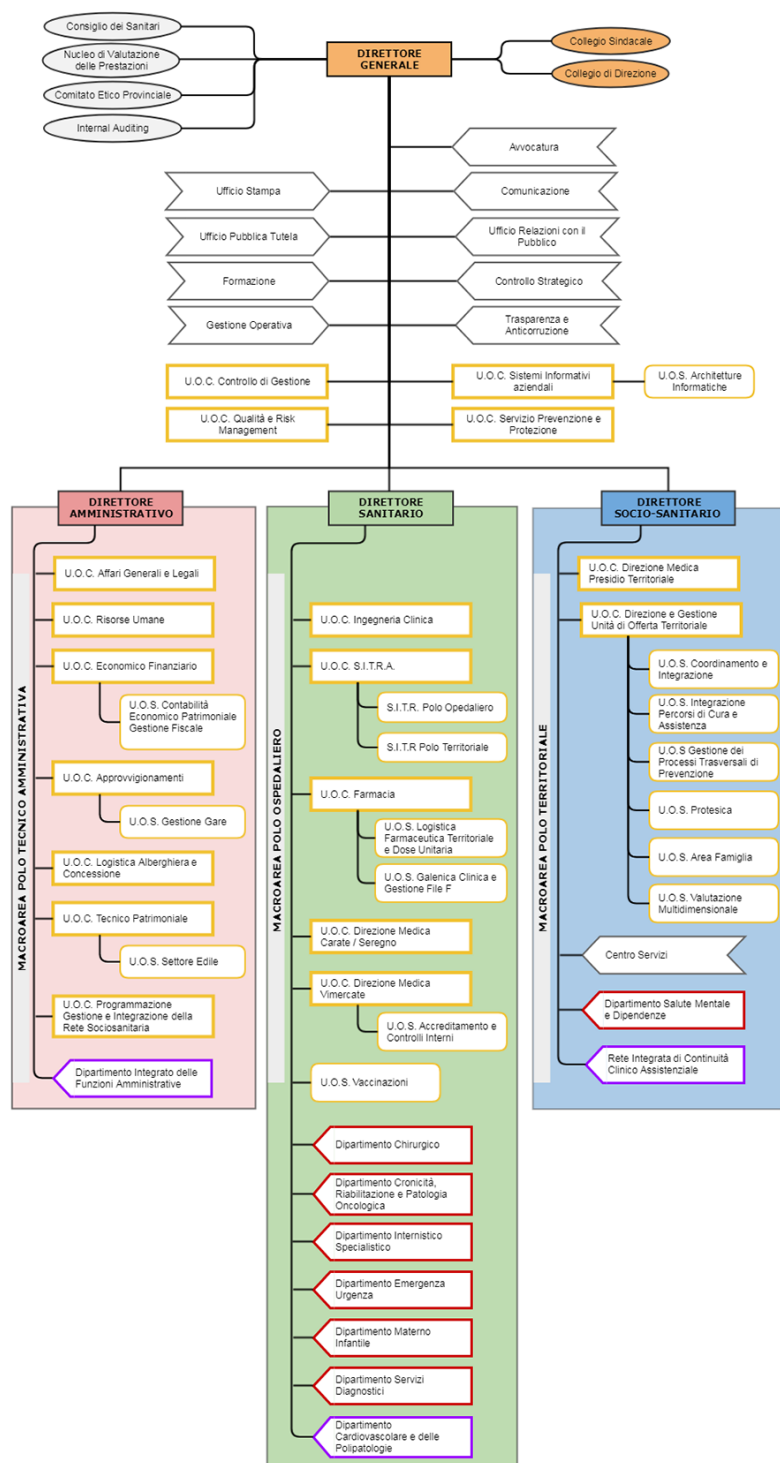 Consiglio dei Sanitari
Nucleo di Valutazione
delle Prestazioni
Comitato Etico Provinciale
Internal Auditing
DIRETTORE
GENERALE
Collegio Sindacale
Collegio di Direzione
Avvocatura
Ufficio Stampa
Comunicazione
Ufficio Pubblica Tutela
Ufficio Relazioni con il
Pubblico
Formazione
Controllo Strategico
Gestione Operativa
Trasparenza e
Anticorruzione
U.O.C. Controllo di Gestione
U.O.C. Sistemi Informativi
aziendali
U.O.S. Architetture
Informatiche
U.O.C. Qualità e Risk
Management
U.O.C. Servizio Prevenzione e
Protezione
DIRETTORE
AMMINISTRATIVO
MACROAREA POLO TECNICO AMMINISTRATIVA
U.O.C. Affari Generali e Legali
U.O.C. Risorse Umane
U.O.C. Economico Finanziario
U.O.S. Contabilità
Economico Patrimoniale
Gestione Fiscale
U.O.C. Approvvigionamenti
U.O.S. Gestione Gare
U.O.C. Logistica Alberghiera e
Concessione
U.O.C. Tecnico Patrimoniale
U.O.S. Settore Edile
U.O.C. Programmazione
Gestione e Integrazione della
Rete Sociosanitaria
Dipartimento Integrato delle
Funzioni Amministrative
DIRETTORE
SANITARIO
MACROAREA POLO OSPEDALIERO
U.O.C. Ingegneria Clinica
U.O.C. S.I.T.R.A.
S.I.T.R. Polo Opedaliero
S.I.T.R Polo Territoriale
U.O.C. Farmacia
U.O.S. Logistica
Farmaceutica Territoriale
e Dose Unitaria
U.O.S. Galenica Clinica e
Gestione File F
U.O.C. Direzione Medica
Carate / Seregno
U.O.C. Direzione Medica
Vimercate
U.O.S. Accreditamento e
Controlli Interni
U.O.S. Vaccinazioni
Dipartimento Chirurgico
Dipartimento Cronicità,
Riabilitazione e Patologia
Oncologica
Dipartimento Internistico
Specialistico
Dipartimento Emergenza
Urgenza
Dipartimento Materno
Infantile
Dipartimento Servizi
Diagnostici
Dipartimento
Cardiovascolare e delle
Polipatologie
DIRETTORE
SOCIO-SANITARIO
MACROAREA POLO TERRITORIALE
U.O.C. Direzione Medica
Presidio Territoriale
U.O.C. Direzione e Gestione
Unità di Offerta Territoriale
U.O.S. Coordinamento e
Integrazione
U.O.S. Integrazione
Percorsi di Cura e
Assistenza
U.O.S Gestione dei
Processi Trasversali di
Prevenzione
U.O.S. Protesica
U.O.S. Area Famiglia
U.O.S. Valutazione
Multidimensionale
Centro Servizi
Dipartimento Salute Mentale
e Dipendenze
Rete Integrata di Continuità
Clinico Assistenziale